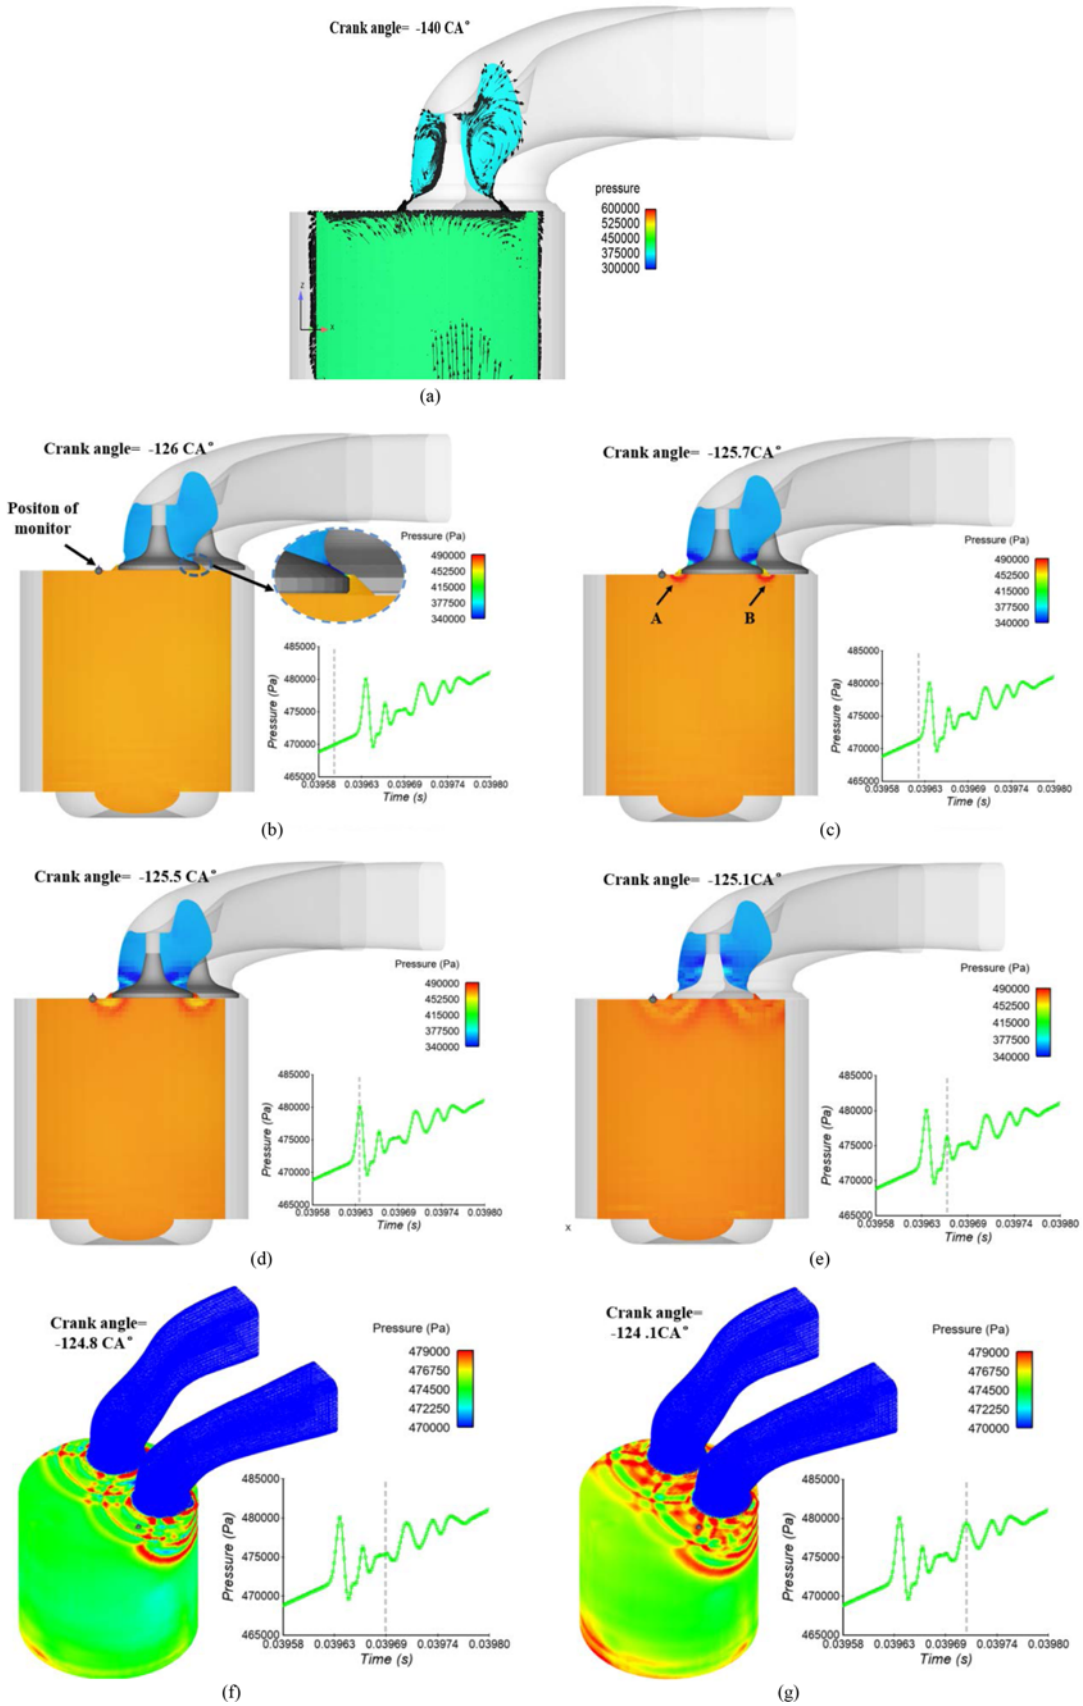 Crank angle= -140 CA°
pressure
600000
525000
450000
375000
300000
z
x
(a)
Crank angle= -126 CA°
Positon of
monitor
Pressure (Pa)
490000
452500
415000
377500
340000
485000
480000
475000
470000
465000
Pressure (Pa)
0.03958 0.03963 0.03969 0.03974 0.03980
Time (s)
(b)
Crank angle= -125.7CA°
Pressure (Pa)
490000
452500
415000
377500
340000
A
B
485000
480000
475000
470000
465000
Pressure (Pa)
0.03958 0.03963 0.03969 0.03974 0.03980
Time (s)
(c)
Crank angle= -125.5 CA°
Pressure (Pa)
490000
452500
415000
377500
340000
485000
480000
475000
470000
465000
Pressure (Pa)
0.03958 0.03963 0.03969 0.03974 0.03980
Time (s)
(d)
Crank angle= -125.1CA°
Pressure (Pa)
490000
452500
415000
377500
340000
485000
480000
475000
470000
465000
Pressure (Pa)
0.03958 0.03963 0.03969 0.03974 0.03980
Time (s)
x
(e)
Crank angle=
-124.8 CA°
Pressure (Pa)
479000
476750
474500
472250
470000
485000
480000
475000
470000
465000
Pressure (Pa)
0.03958 0.03963 0.03969 0.03974 0.03980
Time (s)
(f)
Crank angle=
-124 .1CA°
Pressure (Pa)
479000
476750
474500
472250
470000
485000
480000
475000
470000
465000
Pressure (Pa)
0.03958 0.03963 0.03969 0.03974 0.03980
Time (s)
(g)